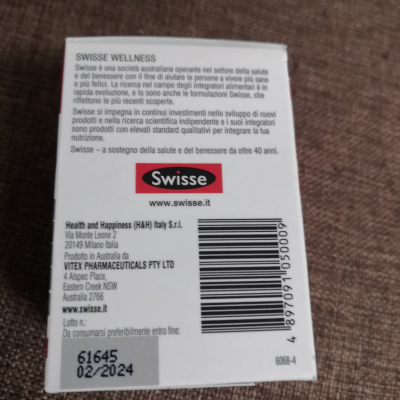 SWISSE WELLNESS
Swisse è una società australiana operante nel settore della salute
e del benessere con il fine di aiutare le persone a vivere più sane
e più felici. La ricerca nel campo degli integratori alimentari è in
rapida evoluzione, e lo sono anche le formulazioni Swisse, che
riflettono le più recenti scoperte.
Swisse si impegna in continui investimenti nello sviluppo di nuovi
prodotti e nella ricerca scientifica indipendente e i suoi integratori
sono prodotti con elevati standard qualitativi per integrare la tua
nutrizione.
Swisse – a sostegno della salute e del benessere da oltre 40 anni.
Swisse
www.swisse.it
Health and Happiness (H&H) Italy S.r.l.
Via Monte Leone 2
20149 Milano Italia
Prodotto in Australia da
VITEX PHARMACEUTICALS PTY LTD
4 Alspec Place,
Eastern Creek NSW
Australia 2766
www.swisse.it
Lotto n.:
Da consumarsi preferibilmente entro fine:
61645
02/2024
4 897091 050009
6068-4